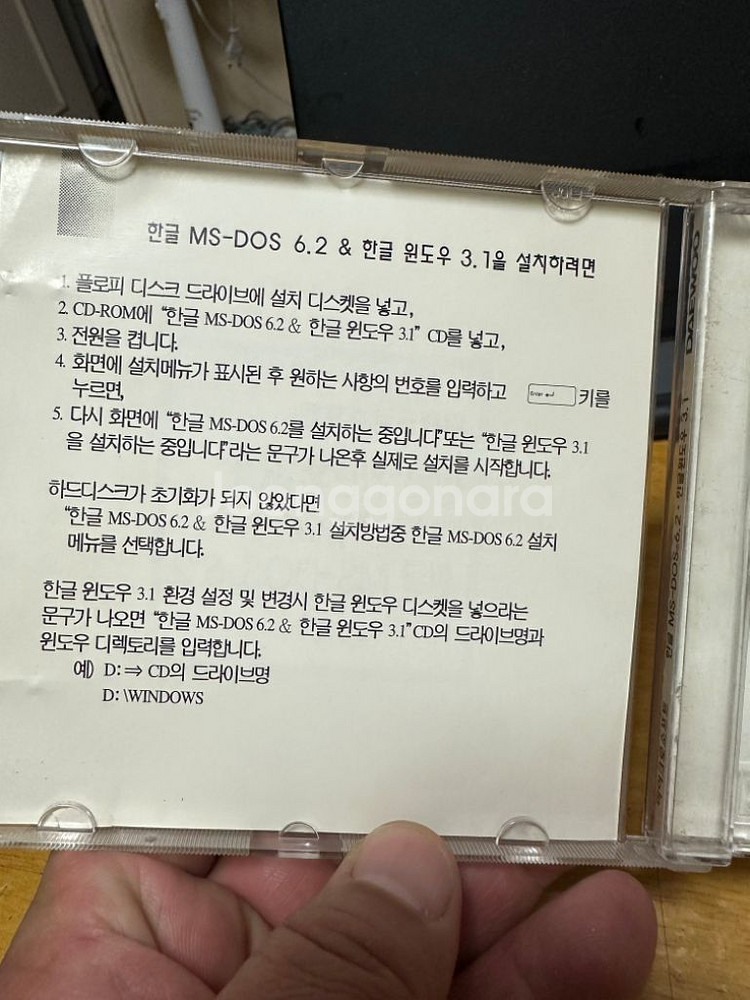 한글 MS-DOS 6.2 & 한글 윈도우 3.1을 설치하려면
1. 플로피 디스크 드라이브에 설치 디스켓을 넣고,
2. CD-ROM에 “한글 MS-DOS 6.2 & 한글 윈도우 3.1” CD를 넣고,
3. 전원을 켭니다.
4. 화면에 설치메뉴가 표시된 후 원하는 사항의 번호를 입력하고 Enter 키를
누르면,
5. 다시 화면에 “한글 MS-DOS 6.2를 설치하는 중입니다”또는 “한글 윈도우 3.1
을 설치하는 중입니다”라는 문구가 나온후 실제로 설치를 시작합니다.
하드디스크가 초기화가 되지 않았다면
“한글 MS-DOS 6.2 & 한글 윈도우 3.1 설치방법중 한글 MS-DOS 6.2 설치
메뉴를 선택합니다.
한글 윈도우 3.1 환경 설정 및 변경시 한글 윈도우 디스켓을 넣으라는
문구가 나오면 “한글 MS-DOS 6.2 & 한글 윈도우 3.1”CD의 드라이브명과
윈도우 디렉토리를 입력합니다.
예) D: ⇒ CD의 드라이브명
D: \WINDOWS
Joonggonara
DAEWOO
한글 MS-DOS 6.2 · 한글윈도우 3.1